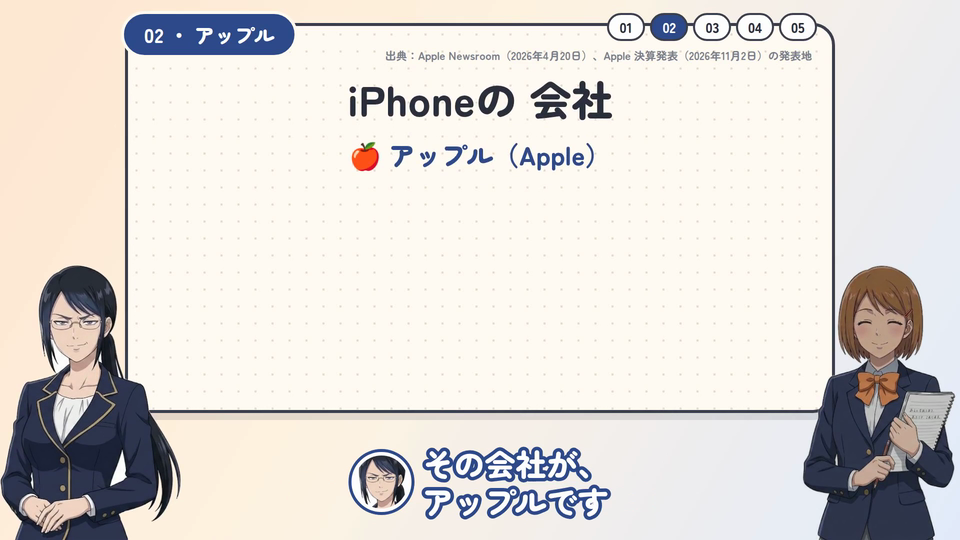 02 ・ アップル
01 02 03 04 05
出典：Apple Newsroom（2026年4月20日）、Apple 決算発表（2026年11月2日）の発表地
iPhoneの 会社
アップル（Apple）
その会社が、
アップルです